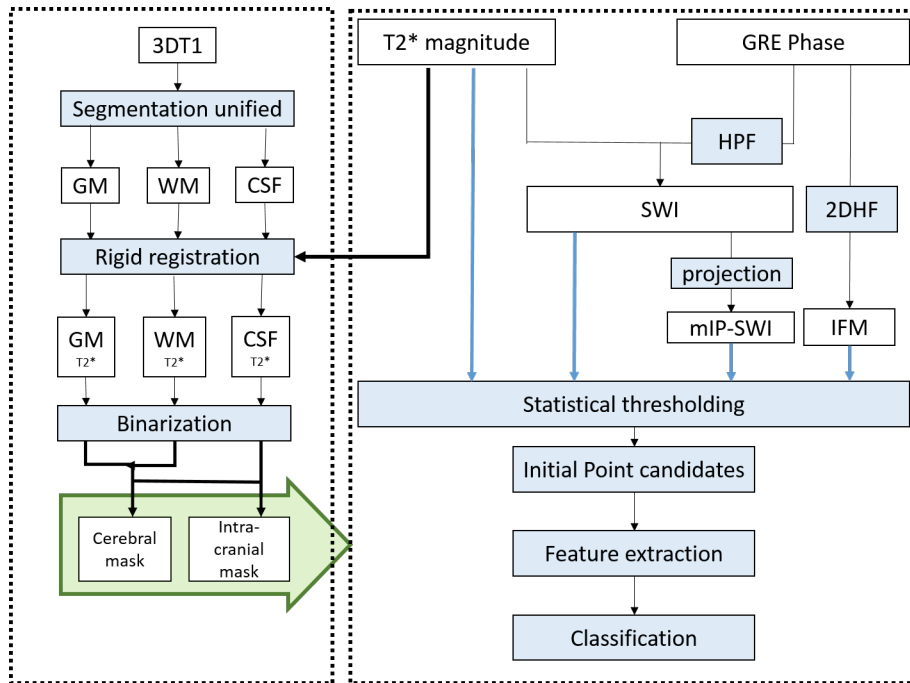 3DT1
Segmentation unified
GM WM CSF
Rigid registration
GM WM CSF
T2* T2* T2*
Binarization
Cerebral
mask
Intra-
cranial
mask
T2* magnitude
GRE Phase
HPF
SWI
2DHF
projection
mIP-SWI
IFM
Statistical thresholding
Initial Point candidates
Feature extraction
Classification